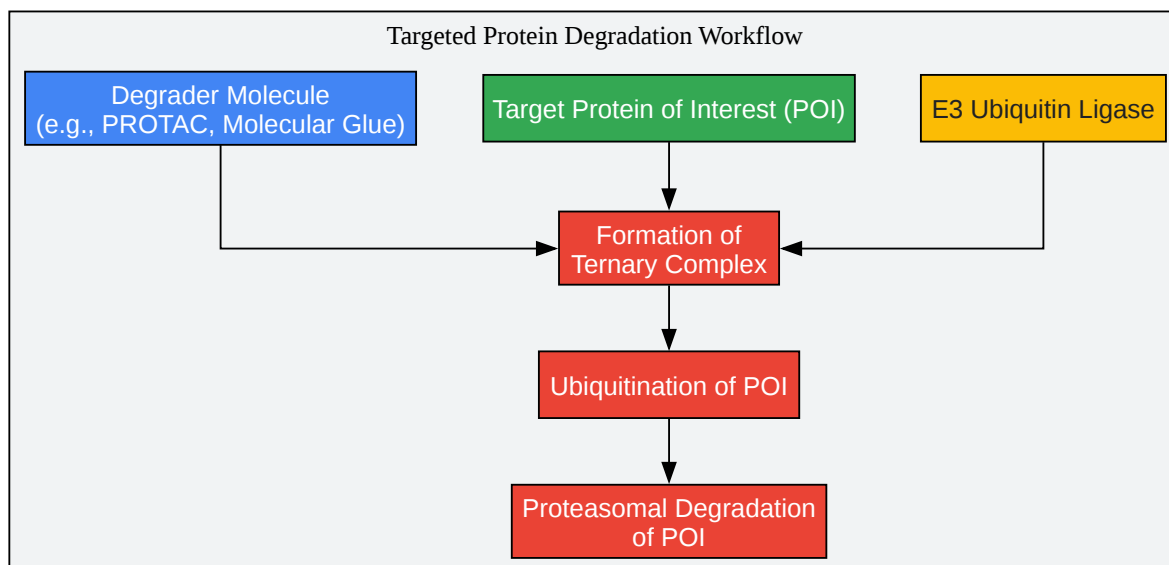 Targeted Protein Degradation Workflow
Degrader Molecule
(e.g., PROTAC, Molecular Glue)
Target Protein of Interest (POI)
E3 Ubiquitin Ligase
Formation of
Ternary Complex
Ubiquitination of POI
Proteasomal Degradation
of POI